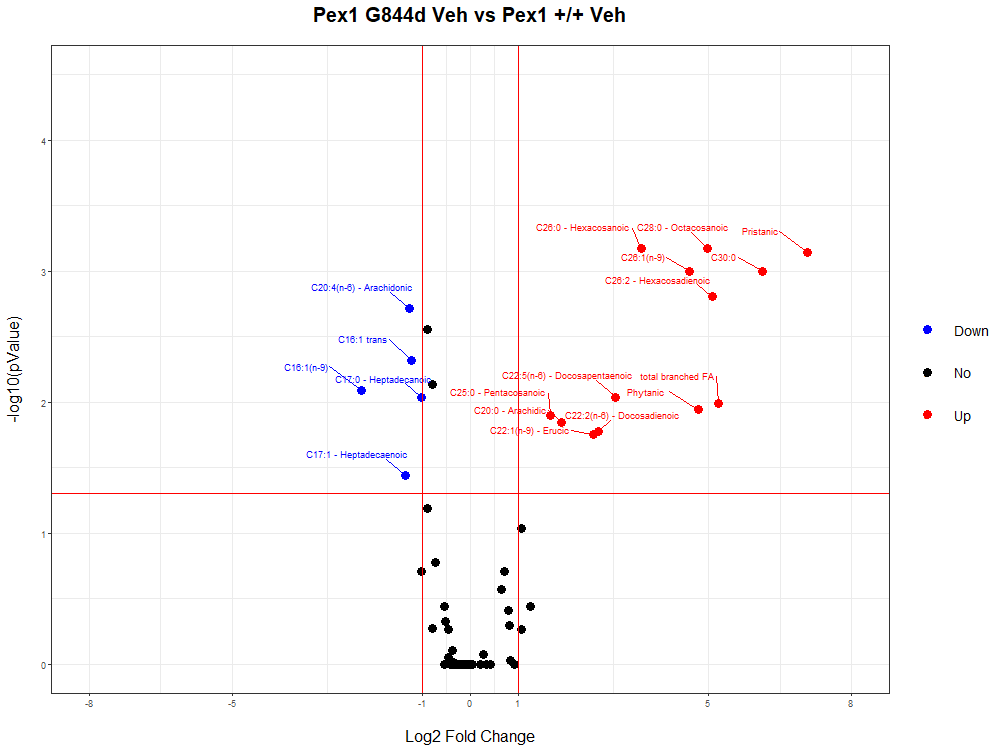 Pex1 G844d Veh vs Pex1 +/+ Veh
-log10(pValue)
4
3
2
1
0
C26:0 - Hexacosanoic
C28:0 - Octacosanoic
Pristanic
C26:1(n-9)
C30:0
C26:2 - Hexacosadienoic
C20:4(n-6) - Arachidonic
C16:1 trans
C16:1(n-9)
C17:0 - Heptadecanoic
C22:5(n-6) - Docosapentaenoic
total branched FA
C25:0 - Pentacosanoic
Phytanic
C20:0 - Arachidic
C22:2(n-6) - Docosadienoic
C22:1(n-9) - Erucic
C17:1 - Heptadecaenoic
Down
No
Up
-8
-5
-1
0
1
5
8
Log2 Fold Change